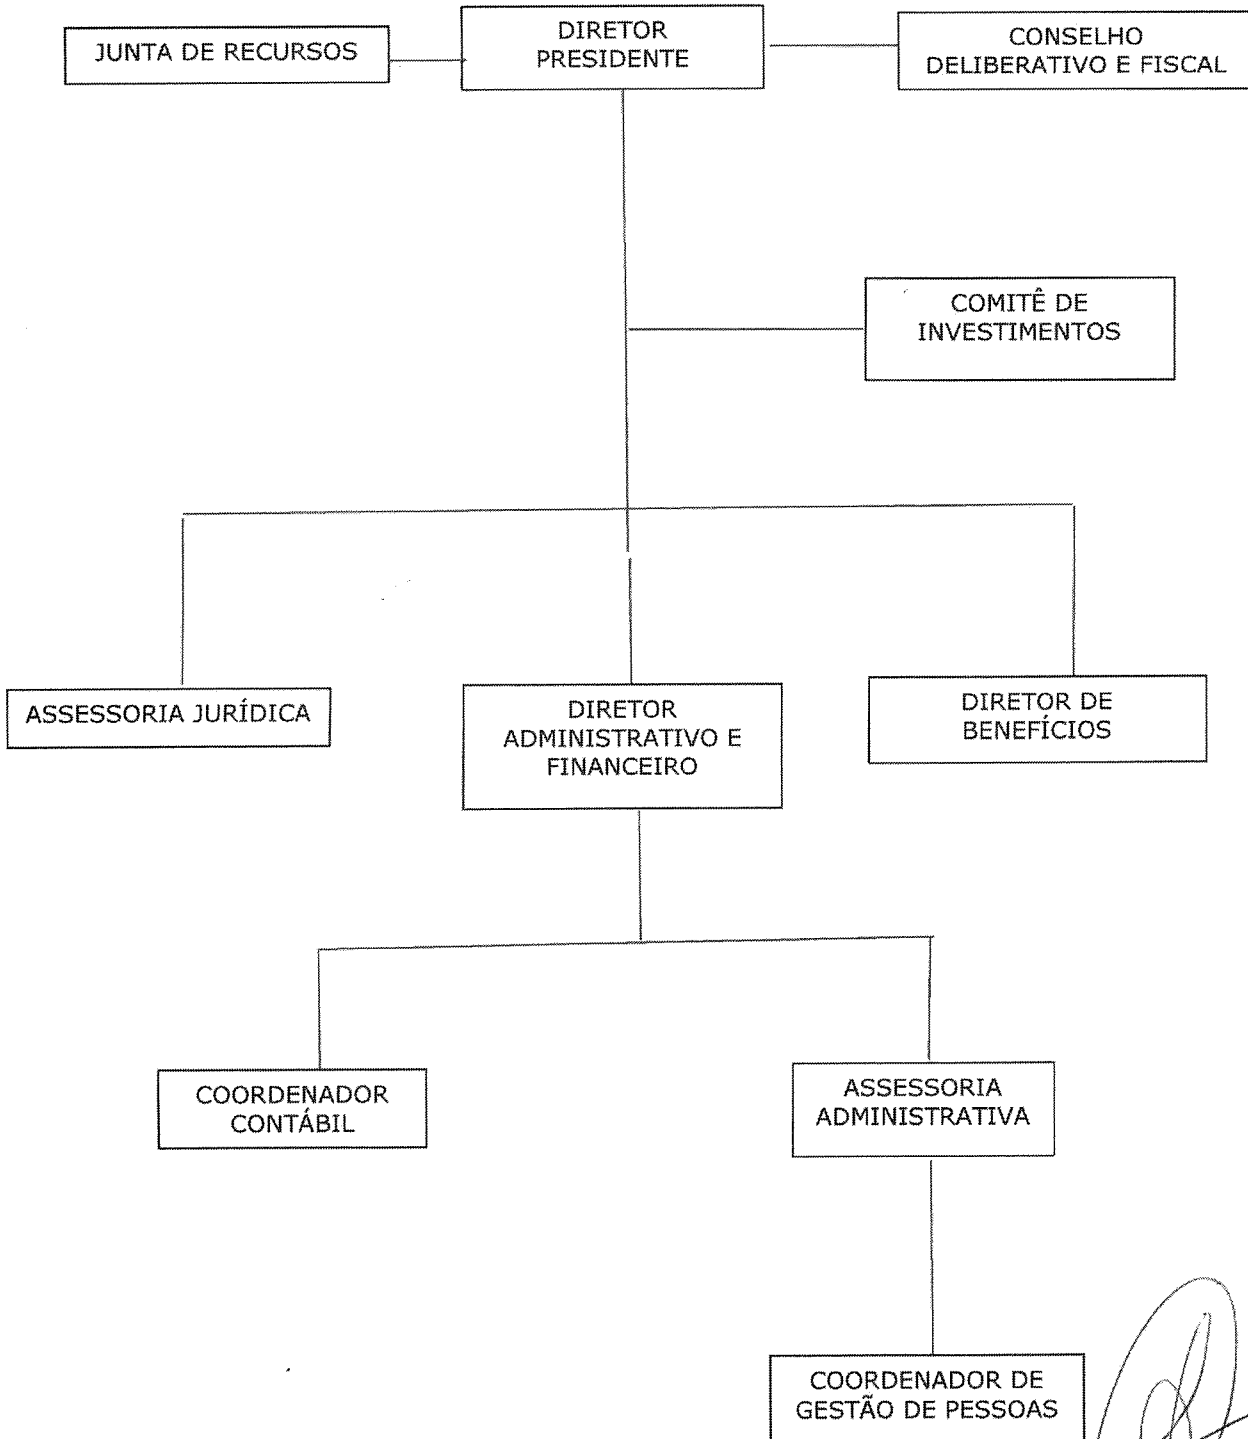 JUNTA DE RECURSOS
DIRETOR
PRESIDENTE
CONSELHO
DELIBERATIVO E FISCAL
COMITÊ DE
INVESTIMENTOS
ASSESSORIA JURÍDICA
DIRETOR
ADMINISTRATIVO E
FINANCEIRO
DIRETOR DE
BENEFÍCIOS
COORDENADOR
CONTÁBIL
ASSESSORIA
ADMINISTRATIVA
COORDENADOR DE
GESTÃO DE PESSOAS